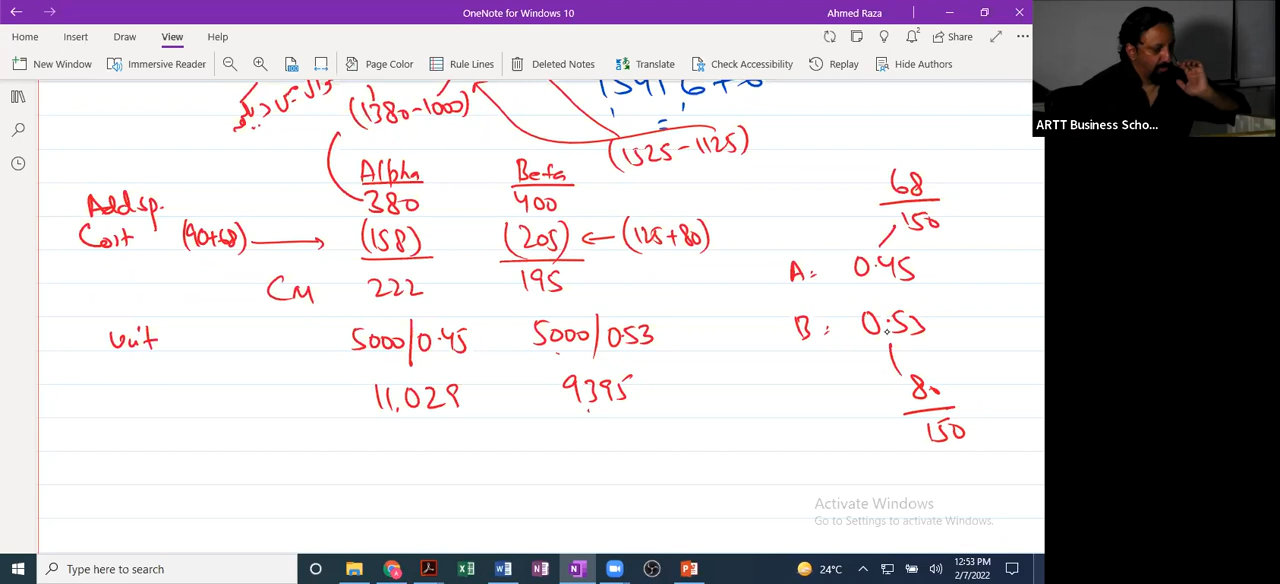 OneNote for Windows 10
Ahmed Raza
Home Insert Draw View Help
Share
New Window Immersive Reader Page Color Rule Lines Deleted Notes Translate Check Accessibility Replay Hide Authors
ARTT Business Scho...
(1380-1000)
(1525-1125)
Alpha Beta
Add sp. 380 400
Cost (90+68) (158) (205) (125+80)
CM 222 195
Unit 5000/0.45 5000/0.53
11,029 9395
68
150
A= 0.45
B= 0.53
80
150
Activate Windows
Go to Settings to activate Windows.
Type here to search
24°C
12:53 PM
2/7/2022